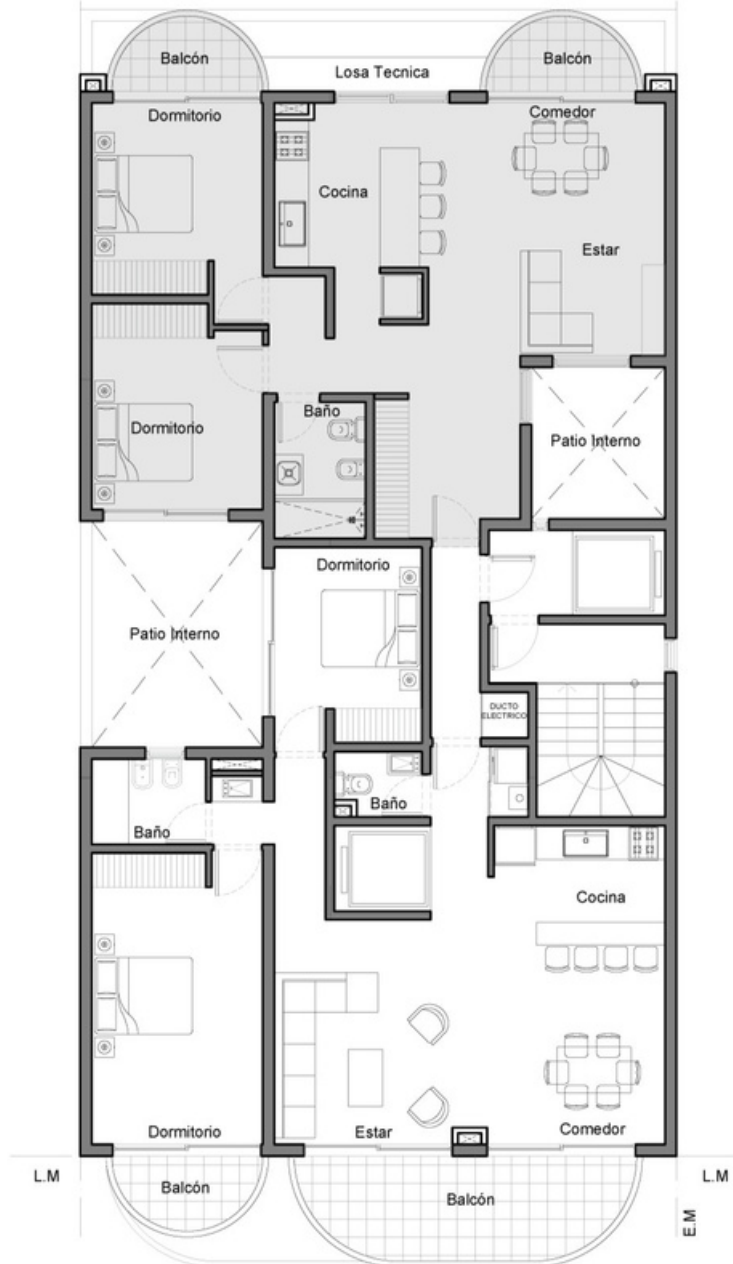 Balcón
Balcón
Losa Tecnica
Dormitorio
Comedor
Cocina
Estar
Baño
Dormitorio
Patio Interno
Dormitorio
Patio Interno
DUCTO
ELECTRICO
Baño
Baño
Cocina
Dormitorio
Estar
Comedor
L.M
L.M
Balcón
Balcón
E.M